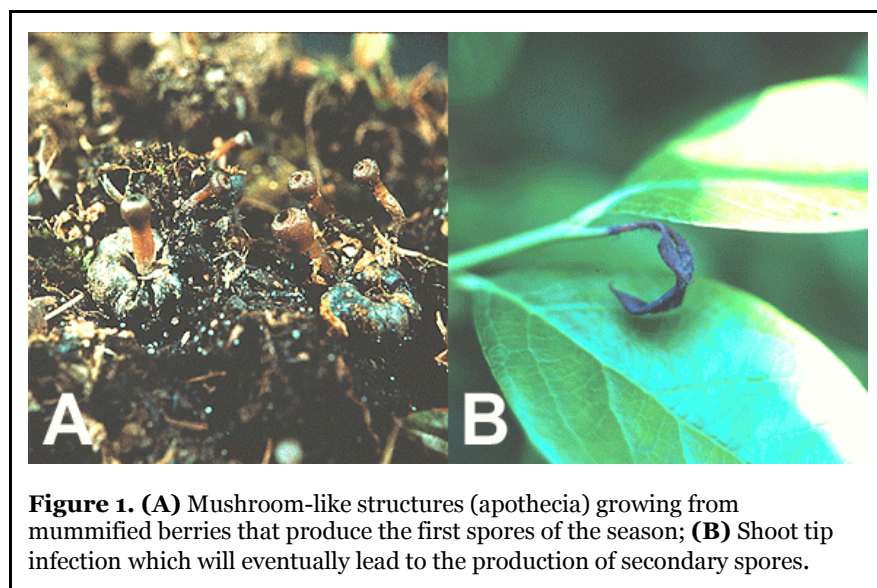 A
B
Figure 1. (A) Mushroom-like structures (apothecia) growing from
mummified berries that produce the first spores of the season; (B) Shoot tip
infection which will eventually lead to the production of secondary spores.